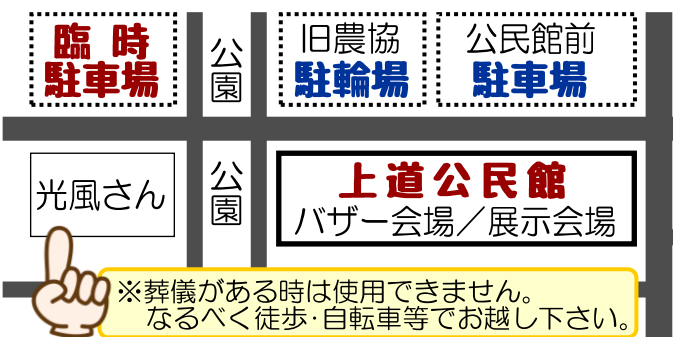 臨時
駐車場
公園
旧農協
駐輪場
公民館前
駐車場
光風さん
公園
上道公民館
バザー会場／展示会場
※葬儀がある時は使用できません。
なるべく徒歩･自転車等でお越し下さい。